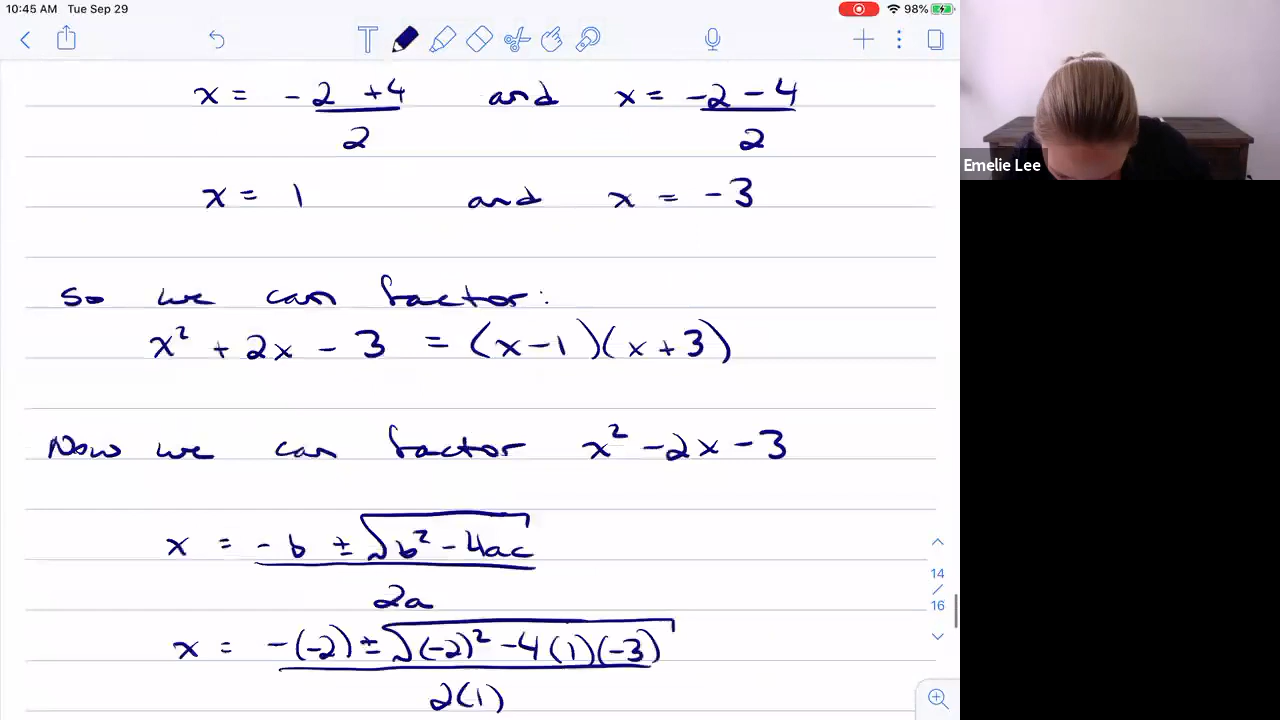 10:45 AM Tue Sep 29
98%
x = -2 +4 and x = -2 - 4
2 2
x = 1 and x = -3
Emelie Lee
So we can factor:
x² + 2x - 3 = (x-1)(x+3)
Now we can factor x² -2x -3
x = -b ± √b² - 4ac
2a
14
/
16
x = -(-2) ± √(-2)² -4(1)(-3)
2(1)